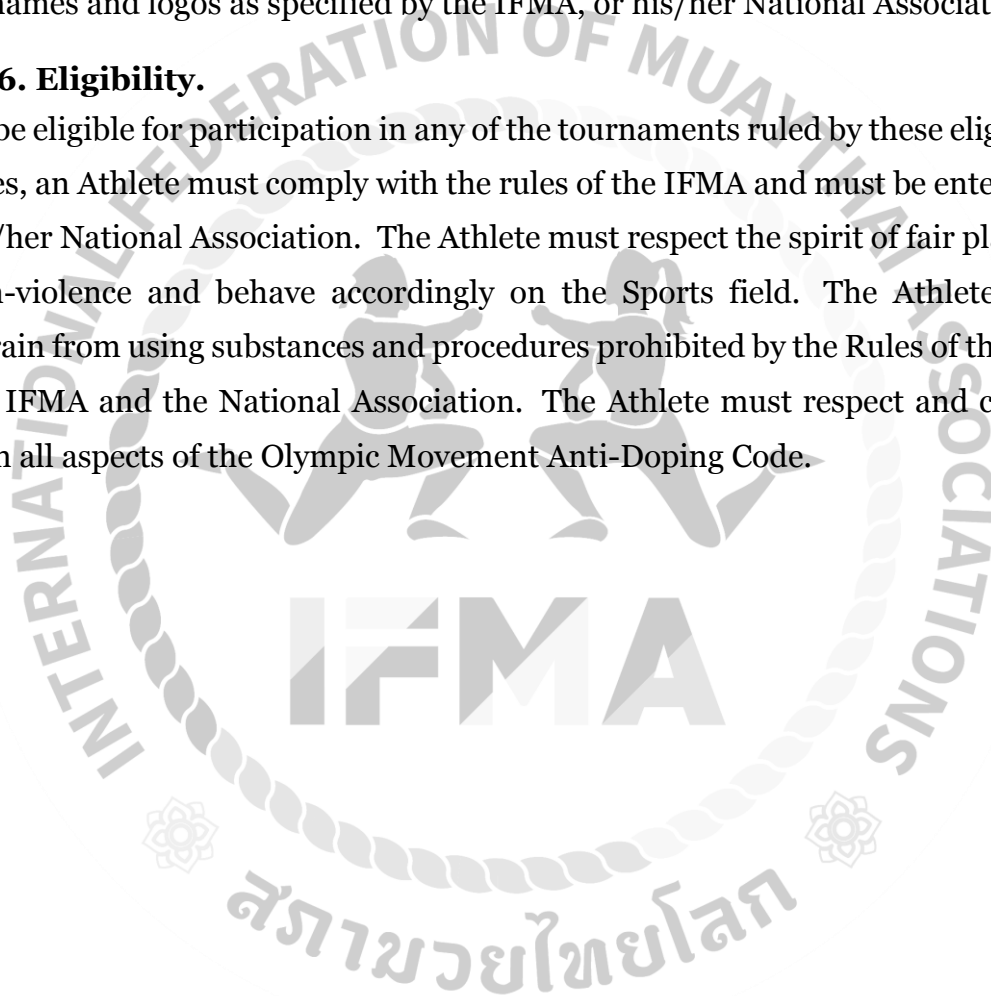 names and logos as specified by the IFMA, or his/her National Associat
6. Eligibility.
be eligible for participation in any of the tournaments ruled by these elig
es, an Athlete must comply with the rules of the IFMA and must be ente
/her National Association. The Athlete must respect the spirit of fair pl
-violence and behave accordingly on the Sports field. The Athlete
rain from using substances and procedures prohibited by the Rules of th
IFMA and the National Association. The Athlete must respect and c
n all aspects of the Olympic Movement Anti-Doping Code.
INTERNATIONAL FEDERATION OF MUAYTHAI ASSOCIATIONS
IFMA
สภามวยไทยโลก